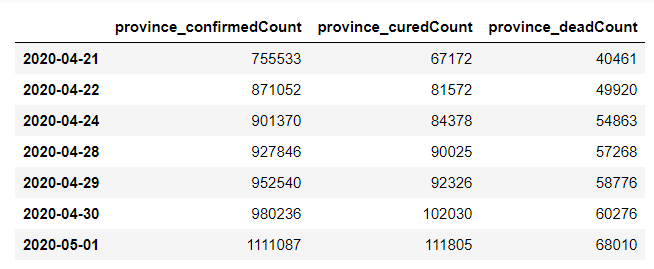 province_confirmedCount province_curedCount province_deadCount
2020-04-21 755533 67172 40461
2020-04-22 871052 81572 49920
2020-04-24 901370 84378 54863
2020-04-28 927846 90025 57268
2020-04-29 952540 92326 58776
2020-04-30 980236 102030 60276
2020-05-01 1111087 111805 68010